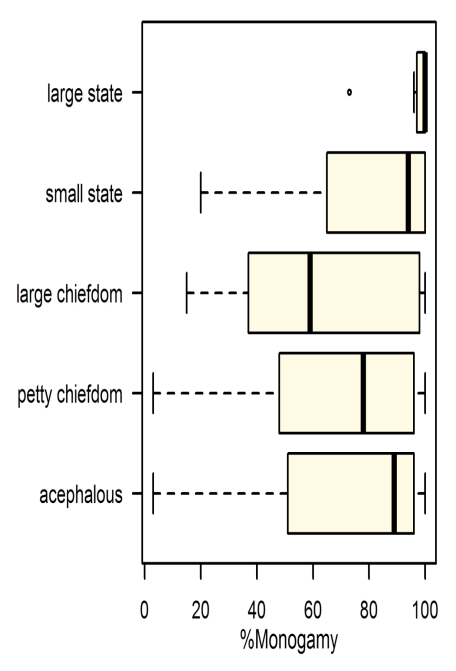 large state
small state
large chiefdom
petty chiefdom
acephalous
0 20 40 60 80 100
%Monogamy